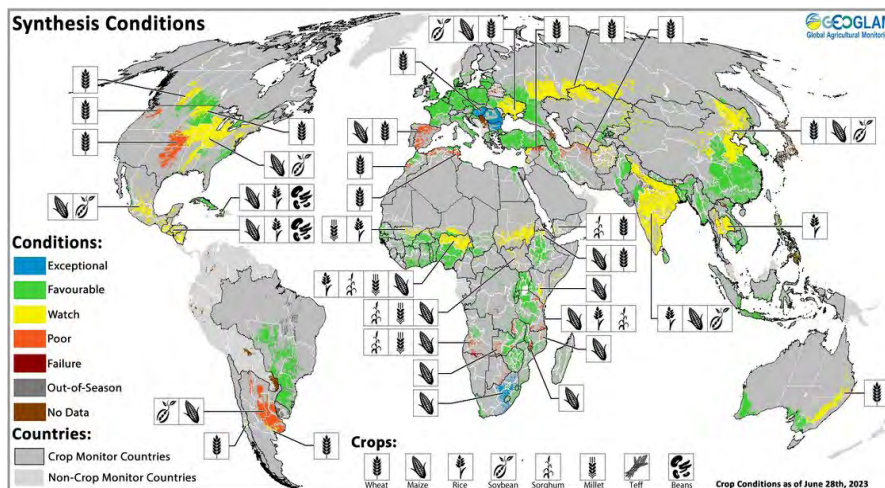 Synthesis Conditions
GEOGLAM
Global Agricultural Monitori
Conditions:
Exceptional
Favourable
Watch
Poor
Failure
Out-of-Season
No Data
Countries:
Crop Monitor Countries
Non-Crop Monitor Countries
Crops:
Wheat
Maize
Rice
Soybean
Sorghum
Millet
Teff
Beans
Crop Conditions as of June 28th, 2023